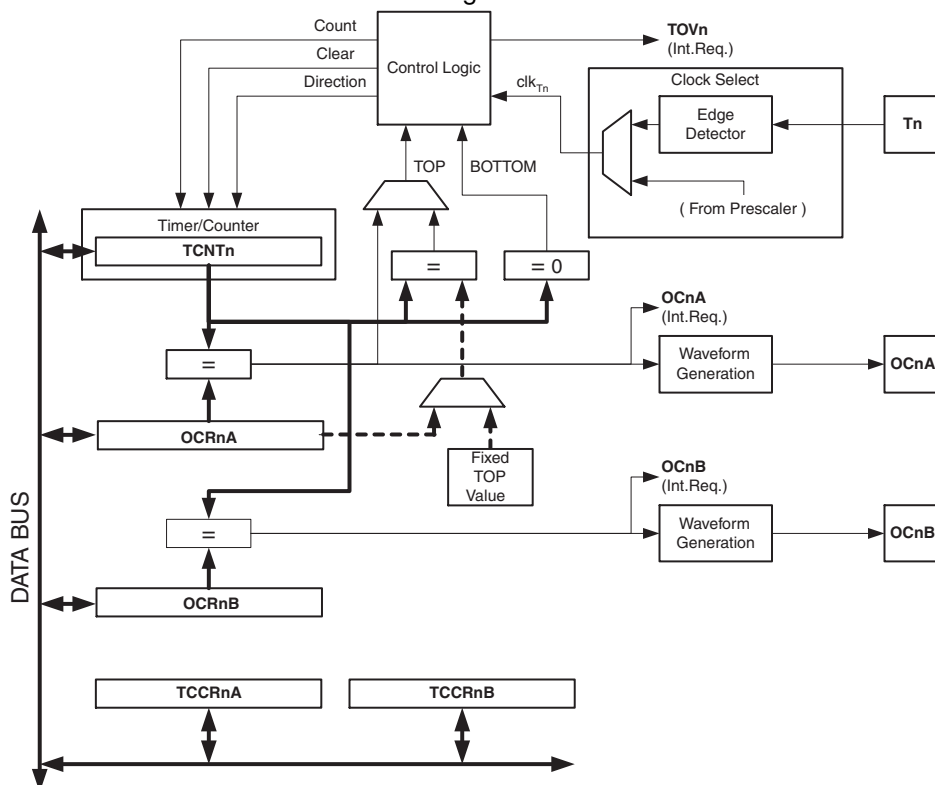 Count
Clear
Direction
Control Logic
TOVn
(Int.Req.)
clkTn
Clock Select
Edge
Detector
Tn
( From Prescaler )
TOP
BOTTOM
Timer/Counter
TCNTn
=
= 0
OCnA
(Int.Req.)
=
Waveform
Generation
OCnA
OCRnA
Fixed
TOP
Value
OCnB
(Int.Req.)
=
Waveform
Generation
OCnB
OCRnB
DATA BUS
TCCRnA
TCCRnB